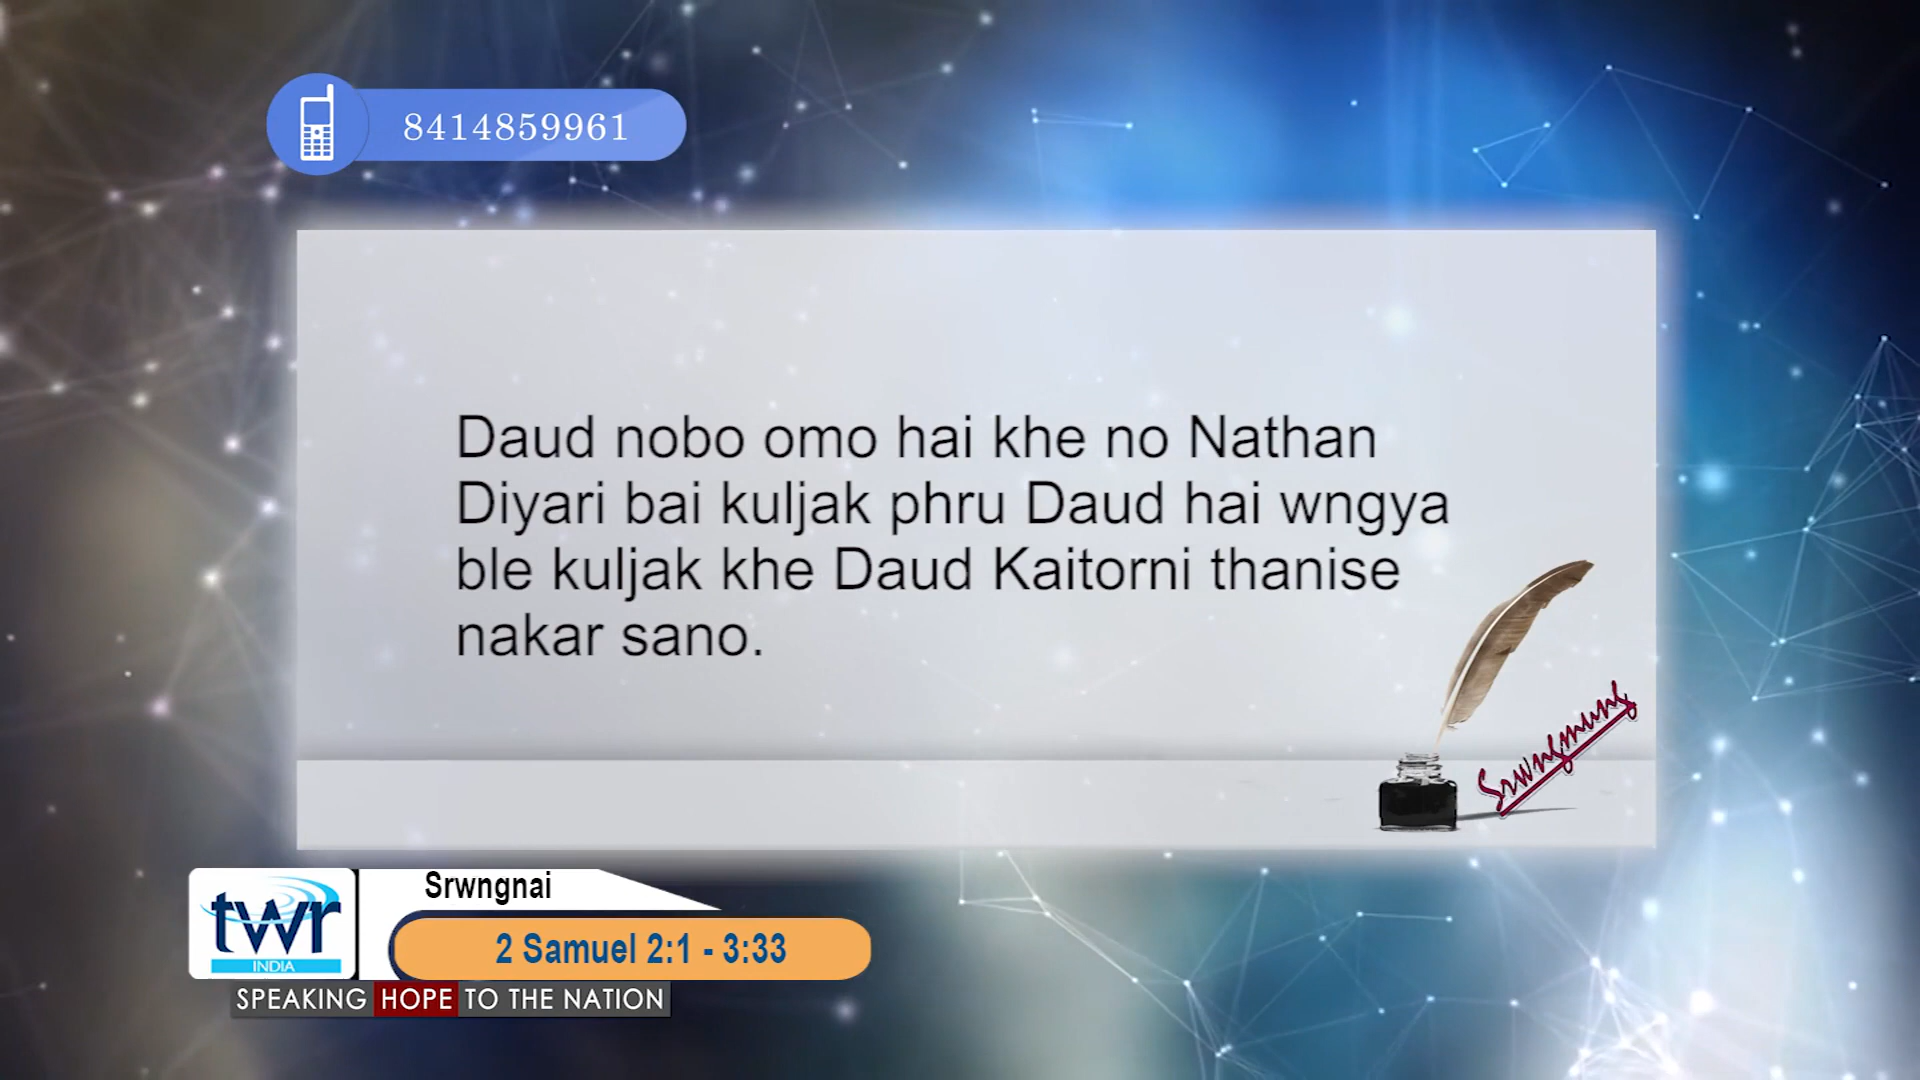 8414859961
Daud nobo omo hai khe no Nathan
Diyari bai kuljak phru Daud hai wngya
ble kuljak khe Daud Kaitorni thanise
nakar sano.
Srwngmung
twr
INDIA
Srwngnai
2 Samuel 2:1 - 3:33
SPEAKING HOPE TO THE NATION